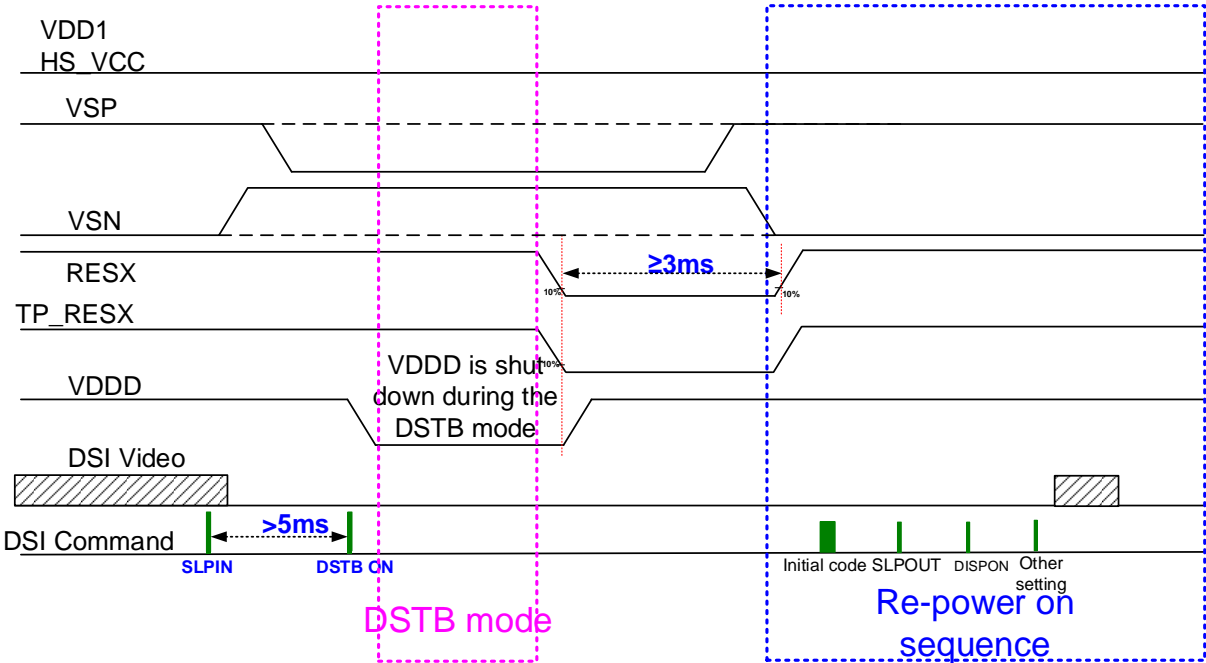 VDD1
HS_VCC
VSP
VSN
RESX
≥3ms
10%
10%
TP_RESX
10%
VDDD is shut
down during the
DSTB mode
VDDD
DSI Video
DSI Command
>5ms
SLPIN
DSTB ON
Initial code
SLPOUT
DISPON
Other
setting
DSTB mode
Re-power on
sequence